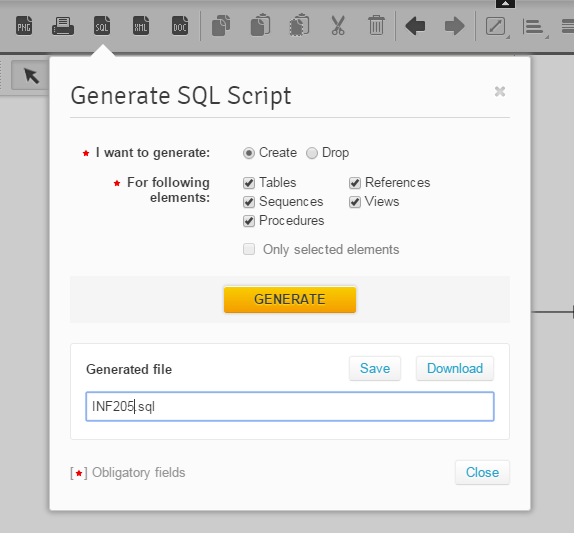 PNG SQL XML DOC
Generate SQL Script
* I want to generate: Create Drop
* For following elements: Tables References
Sequences Views
Procedures
Only selected elements
GENERATE
Generated file Save Download
INF205.sql
[*] Obligatory fields Close